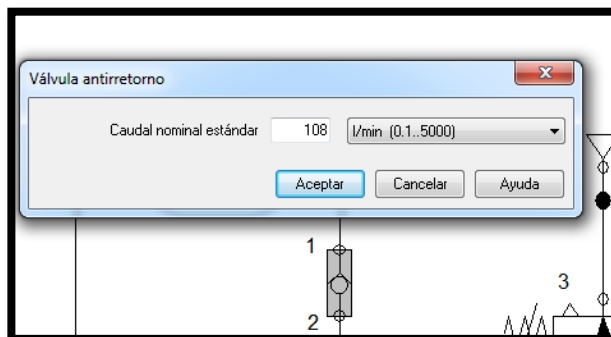 Válvula antirretorno
Caudal nominal estándar 108 l/min (0.1..5000)
Aceptar Cancelar Ayuda
1
3
2